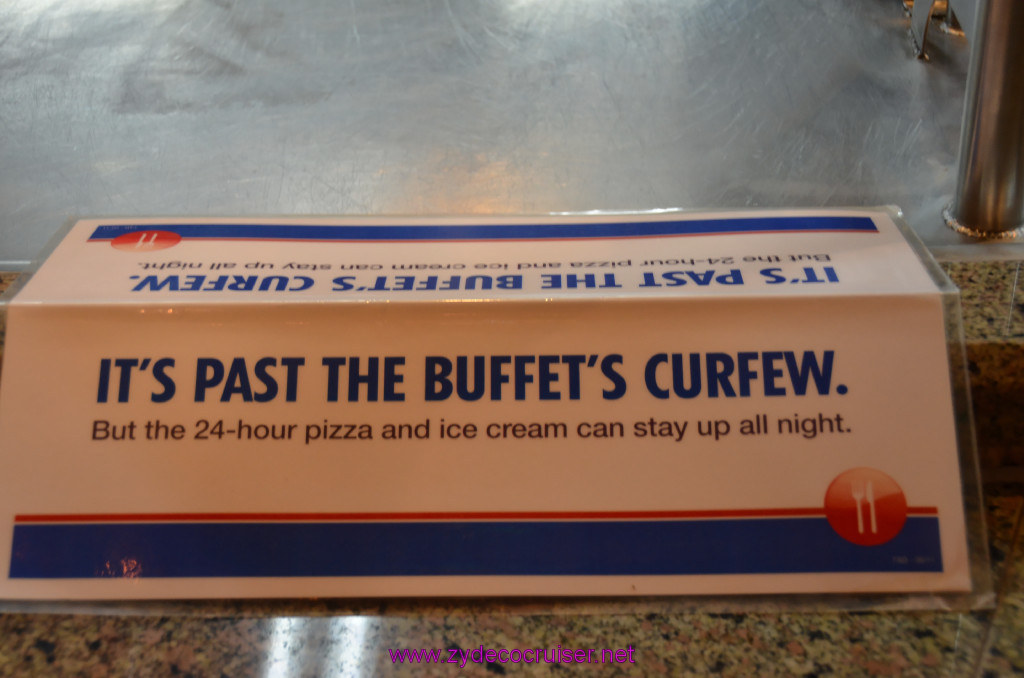 But the 24-hour pizza and ice cream can stay up all night.
IT'S PAST THE BUFFET'S CURFEW.
IT'S PAST THE BUFFET'S CURFEW.
But the 24-hour pizza and ice cream can stay up all night.
www.zydecocruiser.net